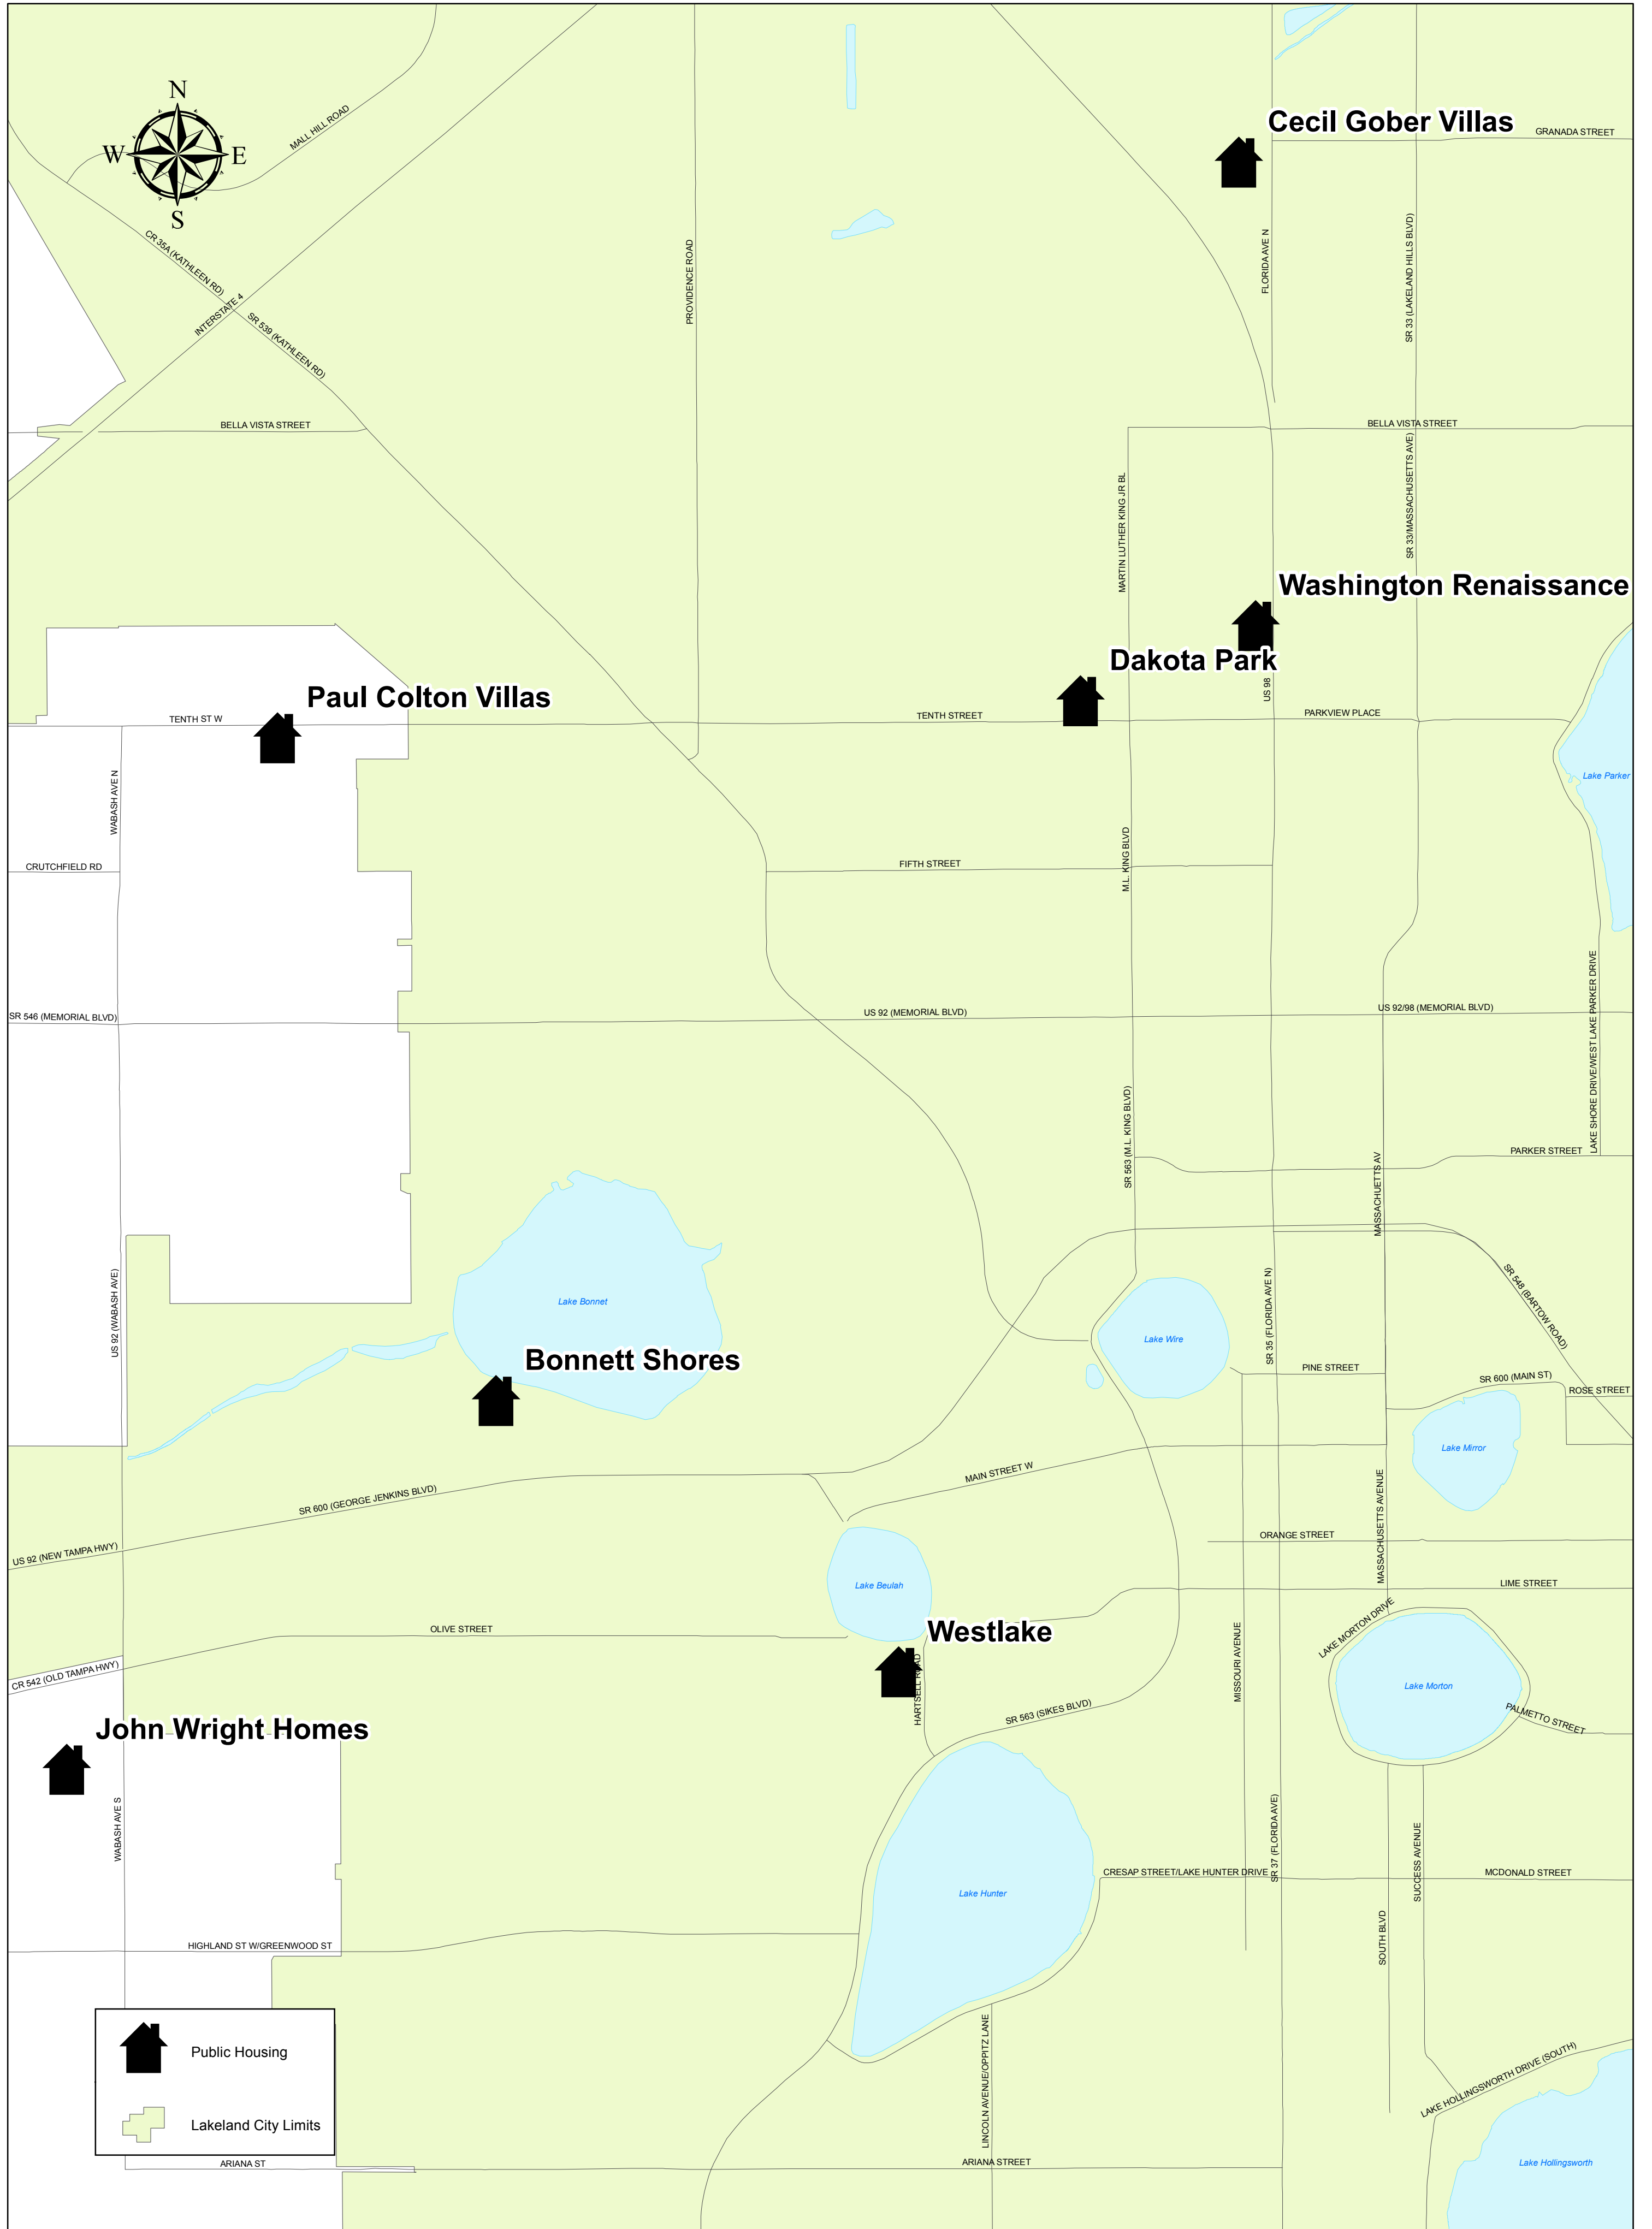 N
W
E
S
MALL HILL ROAD
Cecil Gober Villas
GRANADA STREET
CR 35A (KATHLEEN RD)
INTERSTATE 4
SR 539 (KATHLEEN RD)
PROVIDENCE ROAD
FLORIDA AVE N
SR 33 (LAKELAND HILLS BLVD)
BELLA VISTA STREET
BELLA VISTA STREET
SR 33/MASSACHUSETTS AVE)
MARTIN LUTHER KING JR BL
Washington Renaissance
Dakota Park
US 98
Paul Colton Villas
TENTH ST W
TENTH STREET
PARKVIEW PLACE
Lake Parker
WABASH AVE N
CRUTCHFIELD RD
FIFTH STREET
M.L. KING BLVD
SR 546 (MEMORIAL BLVD)
US 92 (MEMORIAL BLVD)
US 92/98 (MEMORIAL BLVD)
LAKE SHORE DRIVE/WEST LAKE PARKER DRIVE
SR 563 (M.L. KING BLVD)
PARKER STREET
MASSACHUETTS AV
US 92 (WABASH AVE)
Lake Bonnet
SR 35 (FLORIDA AVE N)
SR 548 (BARTOW ROAD)
Lake Wire
Bonnett Shores
PINE STREET
SR 600 (MAIN ST)
ROSE STREET
Lake Mirror
MAIN STREET W
SR 600 (GEORGE JENKINS BLVD)
US 92 (NEW TAMPA HWY)
ORANGE STREET
MASSACHUSETTS AVENUE
Lake Beulah
LIME STREET
OLIVE STREET
Westlake
LAKE MORTON DRIVE
MISSOURI AVENUE
HARTSELL ROAD
CR 542 (OLD TAMPA HWY)
Lake Morton
SR 563 (SIKES BLVD)
PALMETTO STREET
John Wright Homes
WABASH AVE S
SR 37 (FLORIDA AVE)
CRESAP STREET/LAKE HUNTER DRIVE
MCDONALD STREET
SUCCESS AVENUE
Lake Hunter
SOUTH BLVD
HIGHLAND ST W/GREENWOOD ST
Public Housing
Lakeland City Limits
LINCOLN AVENUE/OPPITZ LANE
LAKE HOLLINGSWORTH DRIVE (SOUTH)
ARIANA ST
ARIANA STREET
Lake Hollingsworth